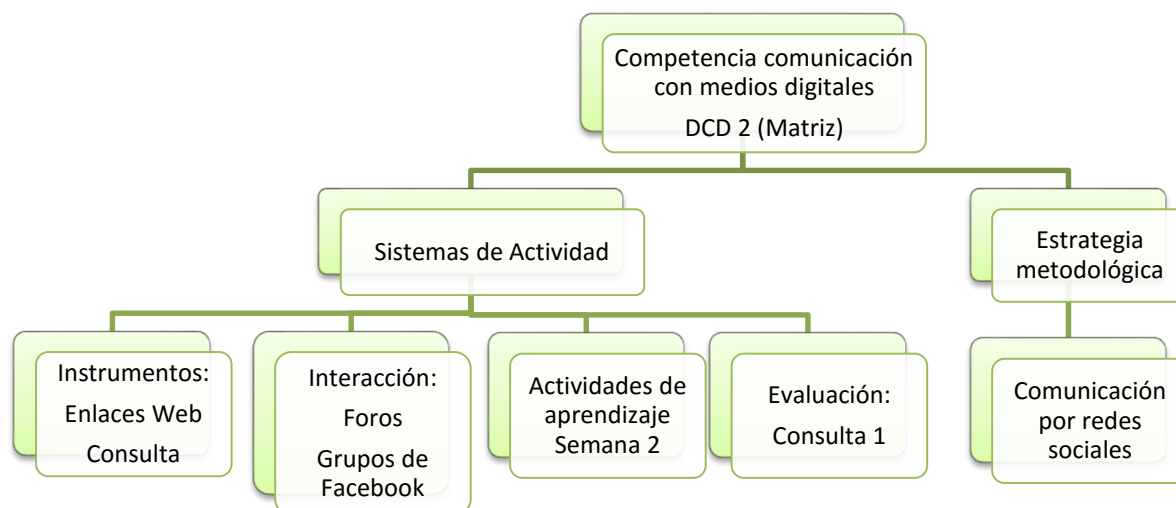 Competencia comunicación
con medios digitales
DCD 2 (Matriz)
Sistemas de Actividad
Estrategia
metodológica
Instrumentos:
Enlaces Web
Consulta
Interacción:
Foros
Grupos de
Facebook
Actividades de
aprendizaje
Semana 2
Evaluación:
Consulta 1
Comunicación
por redes
sociales